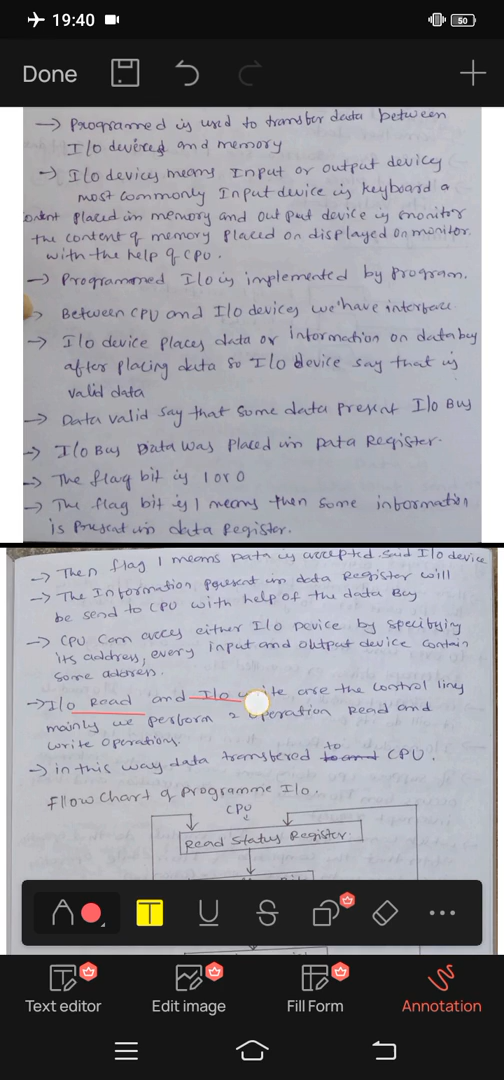 19:40
50
Done
→ Programmed is used to transfer data between
I/o devices and memory
→ I/o devices means Input or output devices
most commonly Input device is keyboard a
placed in memory and out put device is monitor
the content of memory placed on displayed on monitor
with the help of CPU.
→ Programmed I/o is implemented by program.
→ Between CPU and I/o devices we have interface
→ I/o device places data or information on databus
after placing data so I/o device say that is
valid data
→ Data valid say that some data present I/o Bus
→ I/o Bus Data was placed in Data Register.
→ The flag bit is 1 or 0
→ The flag bit is 1 means then some information
is present in data Register.
→ Then flag 1 means Data is accepted said I/o device
→ The Information present in data Register will
be send to CPU with help of the data Bus
→ CPU can acces either I/o Device by specifying
its address, every input and output device contain
some address.
→ I/o Read and I/o write are the control lines
mainly we perform 2 operation Read and
write operations.
→ in this way data transfered to CPU.
Flow Chart of Programme I/o.
CPU
Read Status Register
T
U
S
Text editor
Edit image
Fill Form
Annotation